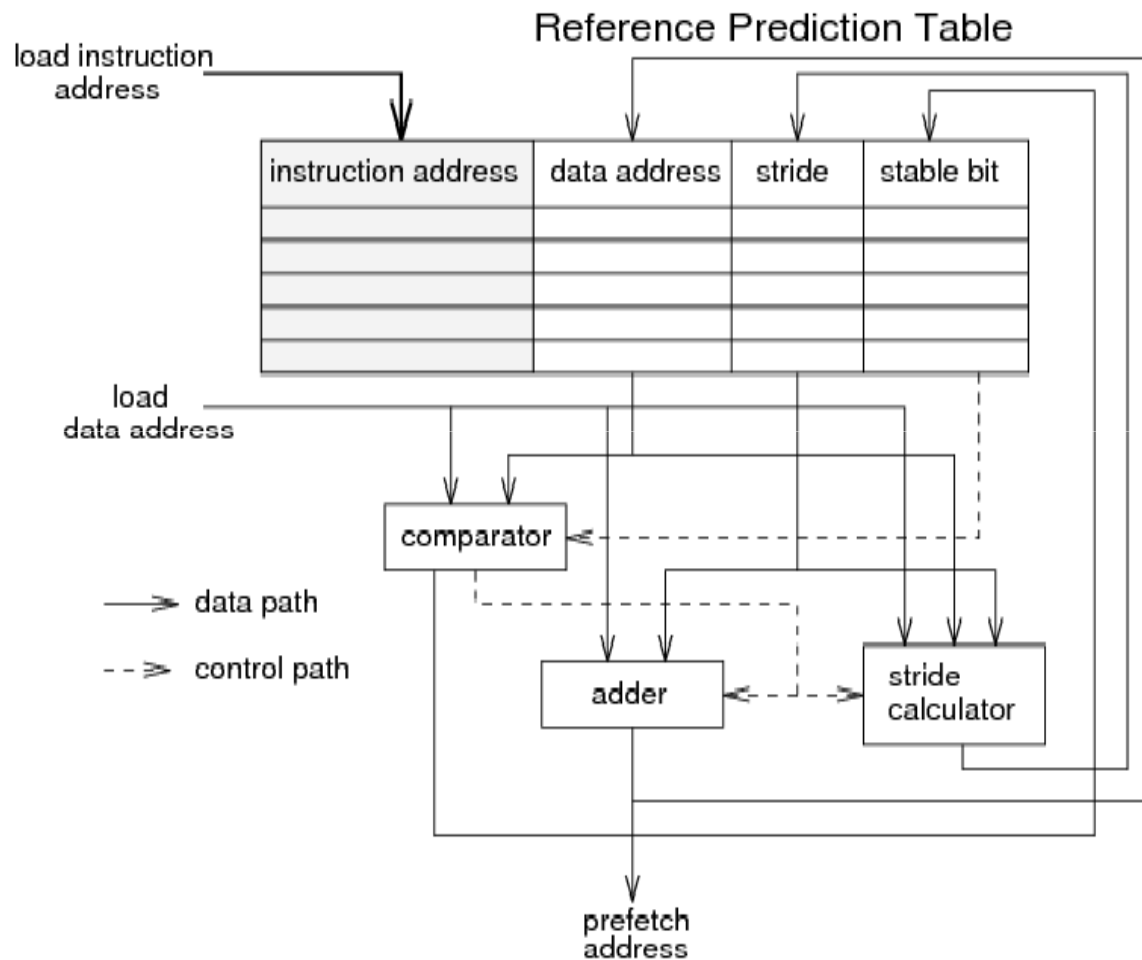 Reference Prediction Table
load instruction
address
instruction address
data address
stride
stable bit
load
data address
comparator
data path
control path
adder
stride
calculator
prefetch
address